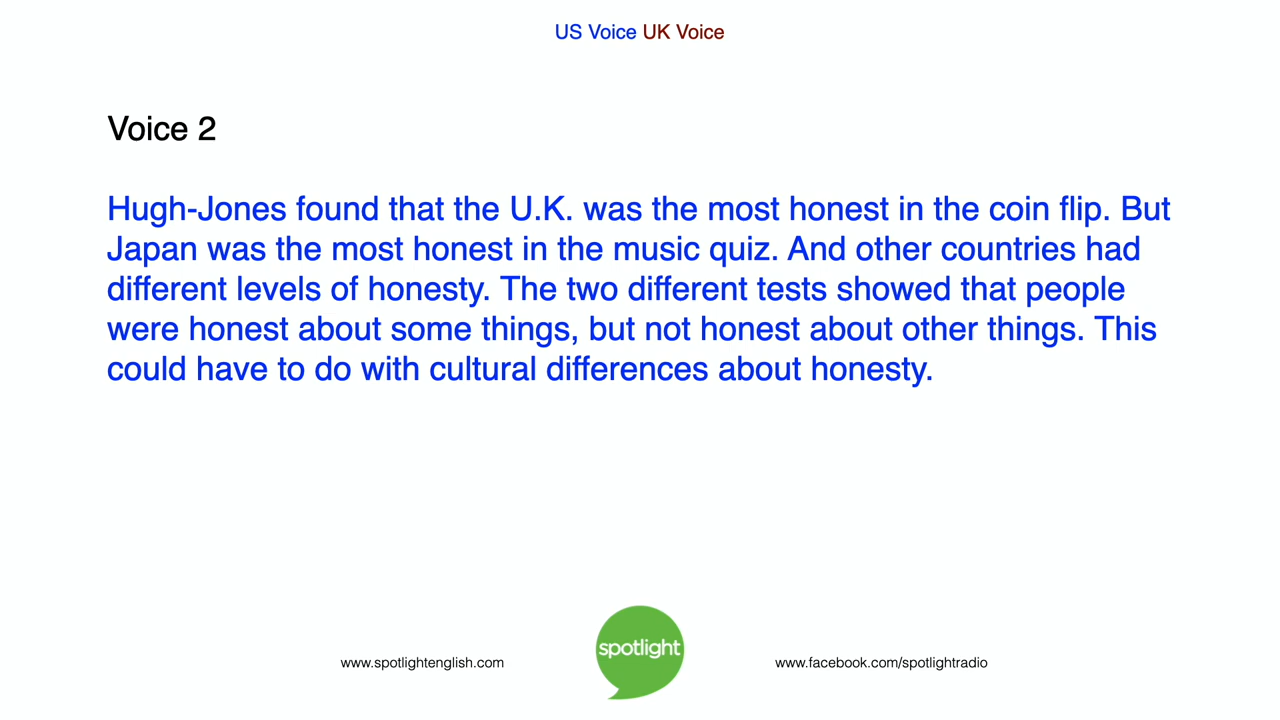 US Voice UK Voice
Voice 2
Hugh-Jones found that the U.K. was the most honest in the coin flip. But
Japan was the most honest in the music quiz. And other countries had
different levels of honesty. The two different tests showed that people
were honest about some things, but not honest about other things. This
could have to do with cultural differences about honesty.
www.spotlightenglish.com
spotlight
www.facebook.com/spotlightradio